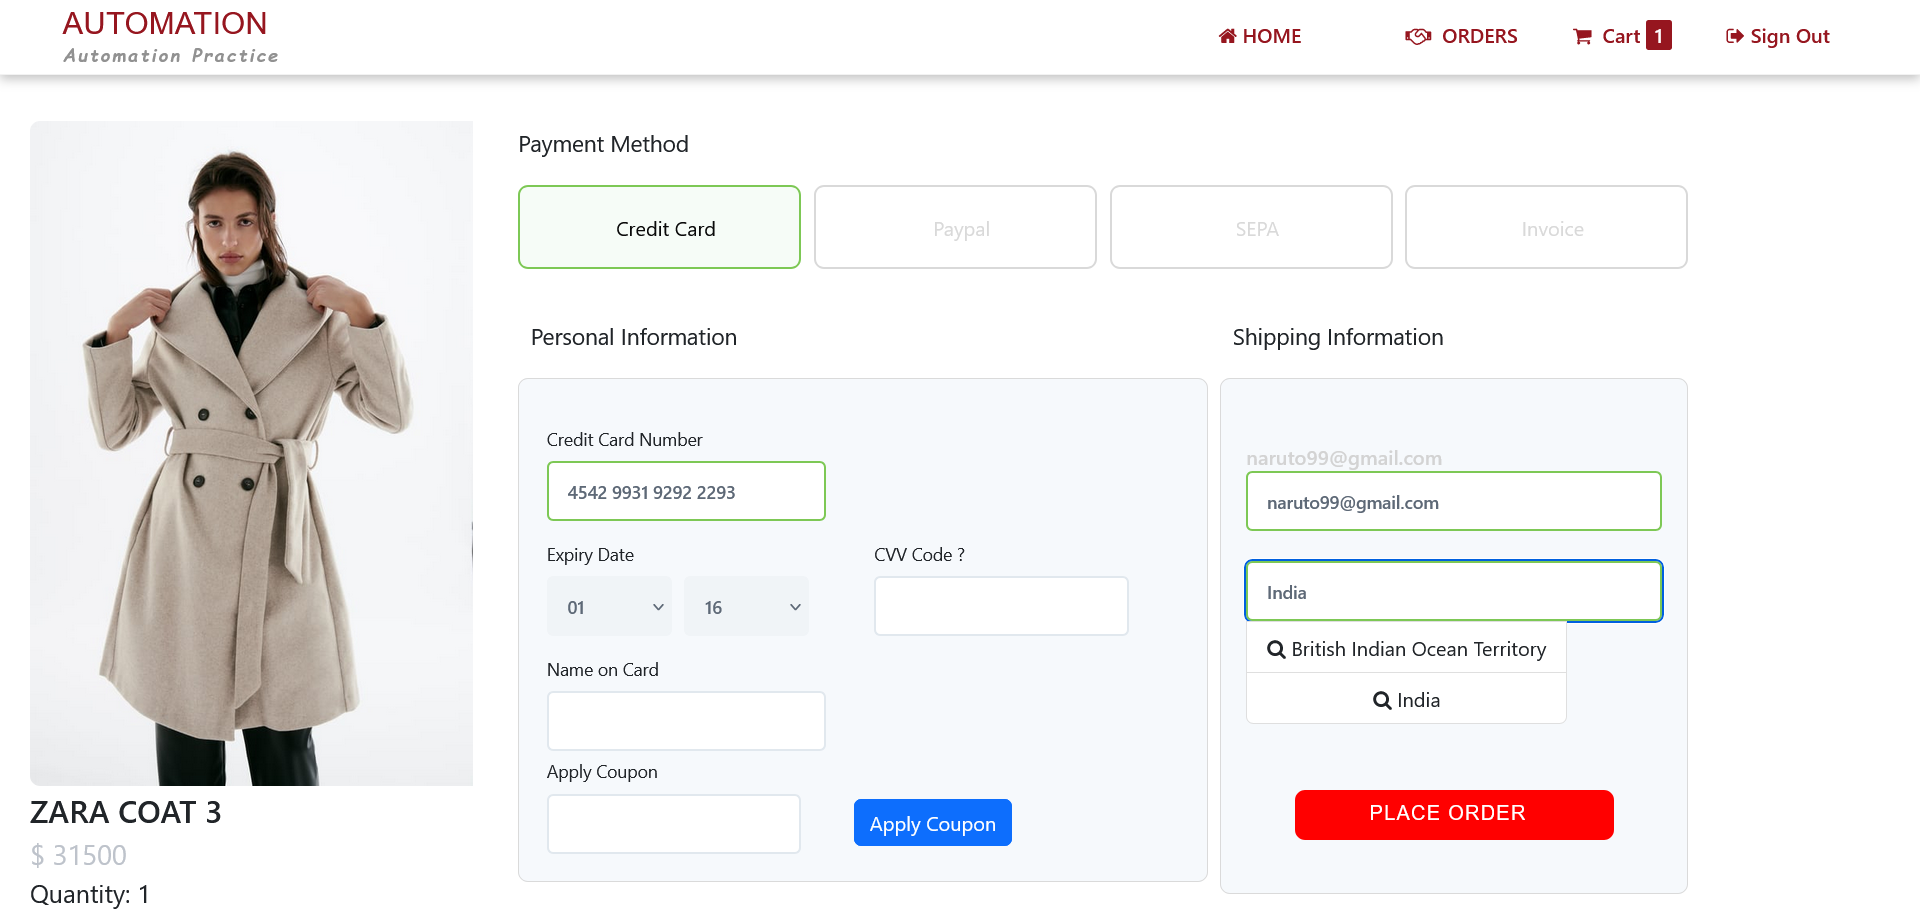 AUTOMATION
Automation Practice
HOME
ORDERS
Cart 1
Sign Out
Payment Method
Credit Card
Paypal
SEPA
Invoice
Personal Information
Shipping Information
Credit Card Number
4542 9931 9292 2293
Expiry Date
CVV Code ?
01
16
Name on Card
Apply Coupon
Apply Coupon
naruto99@gmail.com
naruto99@gmail.com
India
British Indian Ocean Territory
India
PLACE ORDER
ZARA COAT 3
$ 31500
Quantity: 1